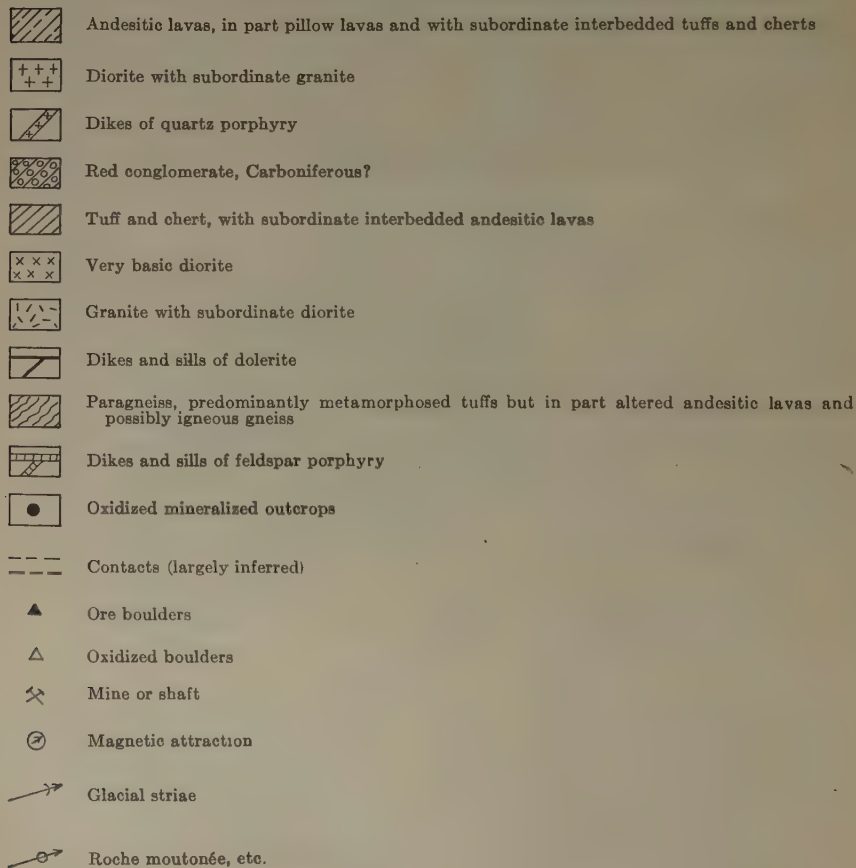 Andesitic lavas, in part pillow lavas and with subordinate interbedded tuffs and cherts
Diorite with subordinate granite
Dikes of quartz porphyry
Red conglomerate, Carboniferous?
Tuff and chert, with subordinate interbedded andesitic lavas
Very basic diorite
Granite with subordinate diorite
Dikes and sills of dolerite
Paragneiss, predominantly metamorphosed tuffs but in part altered andesitic lavas and
possibly igneous gneiss
Dikes and sills of feldspar porphyry
Oxidized mineralized outcrops
Contacts (largely inferred)
Ore boulders
Oxidized boulders
Mine or shaft
Magnetic attraction
Glacial striae
Roche moutonée, etc.